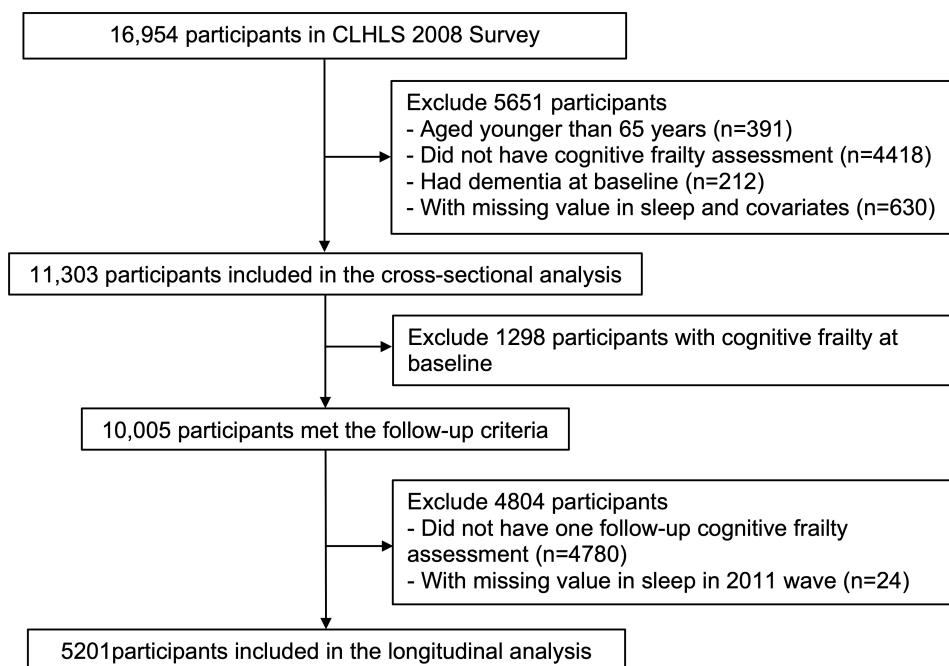 16,954 participants in CLHLS 2008 Survey
Exclude 5651 participants
- Aged younger than 65 years (n=391)
- Did not have cognitive frailty assessment (n=4418)
- Had dementia at baseline (n=212)
- With missing value in sleep and covariates (n=630)
11,303 participants included in the cross-sectional analysis
Exclude 1298 participants with cognitive frailty at
baseline
10,005 participants met the follow-up criteria
Exclude 4804 participants
- Did not have one follow-up cognitive frailty
assessment (n=4780)
- With missing value in sleep in 2011 wave (n=24)
5201participants included in the longitudinal analysis